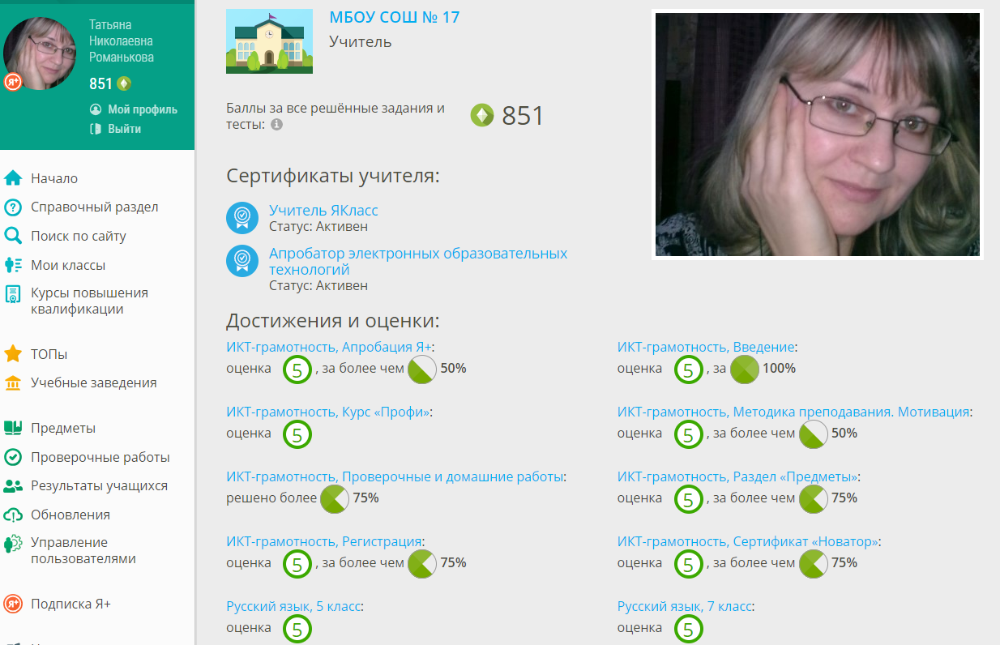 Татьяна
Николаевна
Романькова
851
Я+
Мой профиль
Выйти
Начало
Справочный раздел
Поиск по сайту
Мои классы
Курсы повышения
квалификации
ТОПы
Учебные заведения
Предметы
Проверочные работы
Результаты учащихся
Обновления
Управление
пользователями
Я+ Подписка Я+
МБОУ СОШ № 17
Учитель
Баллы за все решённые задания и
тесты:
851
Сертификаты учителя:
Учитель ЯКласс
Статус: Активен
Апробатор электронных образовательных
технологий
Статус: Активен
Достижения и оценки:
ИКТ-грамотность, Апробация Я+:
оценка 5 , за более чем 50%
ИКТ-грамотность, Введение:
оценка 5 , за 100%
ИКТ-грамотность, Курс «Профи»:
оценка 5
ИКТ-грамотность, Методика преподавания. Мотивация:
оценка 5 , за более чем 50%
ИКТ-грамотность, Проверочные и домашние работы:
решено более 75%
ИКТ-грамотность, Раздел «Предметы»:
оценка 5 , за более чем 75%
ИКТ-грамотность, Регистрация:
оценка 5 , за более чем 75%
ИКТ-грамотность, Сертификат «Новатор»:
оценка 5 , за более чем 75%
Русский язык, 5 класс:
оценка 5
Русский язык, 7 класс:
оценка 5